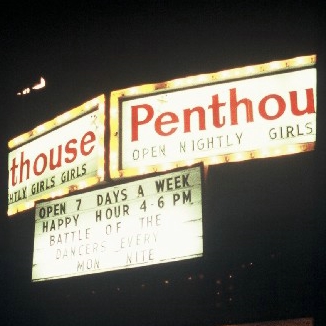 thouse
HTLY GIRLS GIRLS
Penthou
OPEN NIGHTLY GIRLS
OPEN 7 DAYS A WEEK
HAPPY HOUR 4-6 PM
BATTLE OF THE
DANCERS EVERY
MON NITE